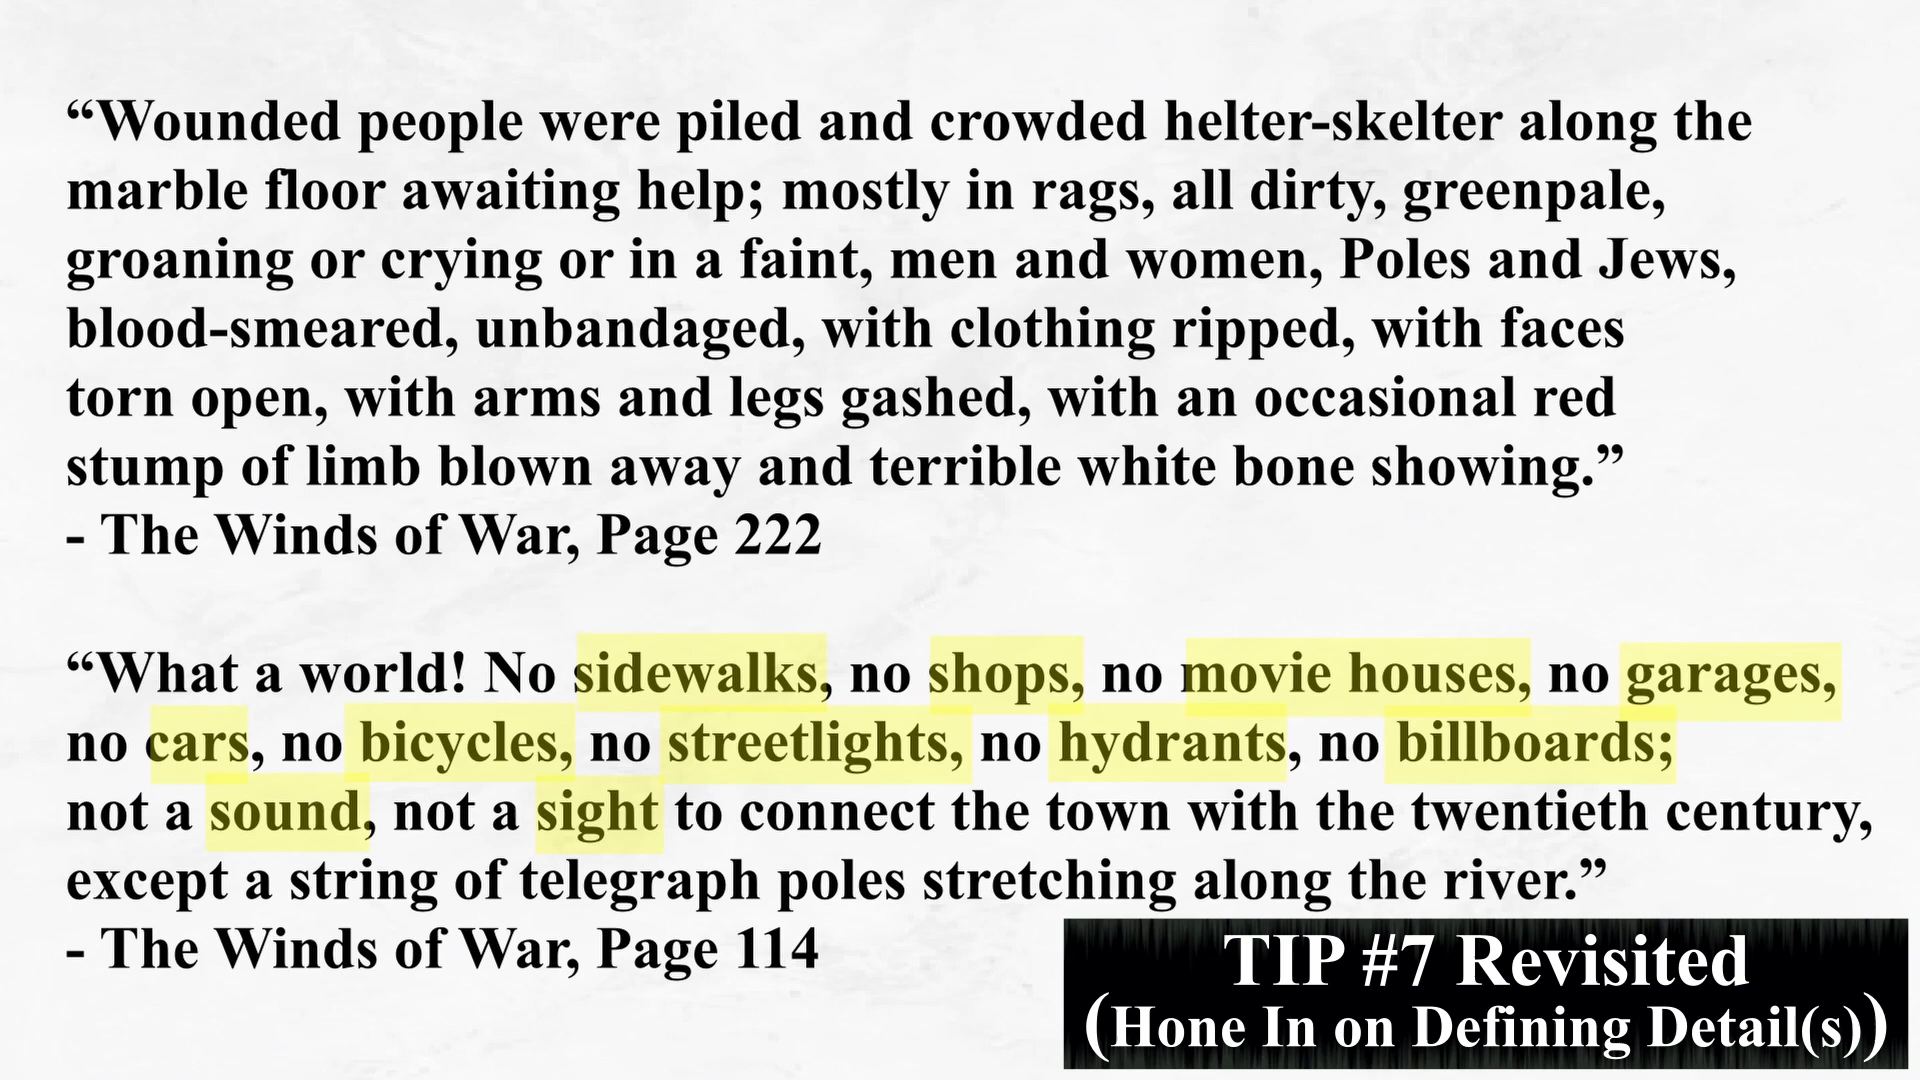 “Wounded people were piled and crowded helter-skelter along the
marble floor awaiting help; mostly in rags, all dirty, greenpale,
groaning or crying or in a faint, men and women, Poles and Jews,
blood-smeared, unbandaged, with clothing ripped, with faces
torn open, with arms and legs gashed, with an occasional red
stump of limb blown away and terrible white bone showing.”
- The Winds of War, Page 222
“What a world! No sidewalks, no shops, no movie houses, no garages,
no cars, no bicycles, no streetlights, no hydrants, no billboards;
not a sound, not a sight to connect the town with the twentieth century,
except a string of telegraph poles stretching along the river.”
- The Winds of War, Page 114
TIP #7 Revisited
(Hone In on Defining Detail(s))